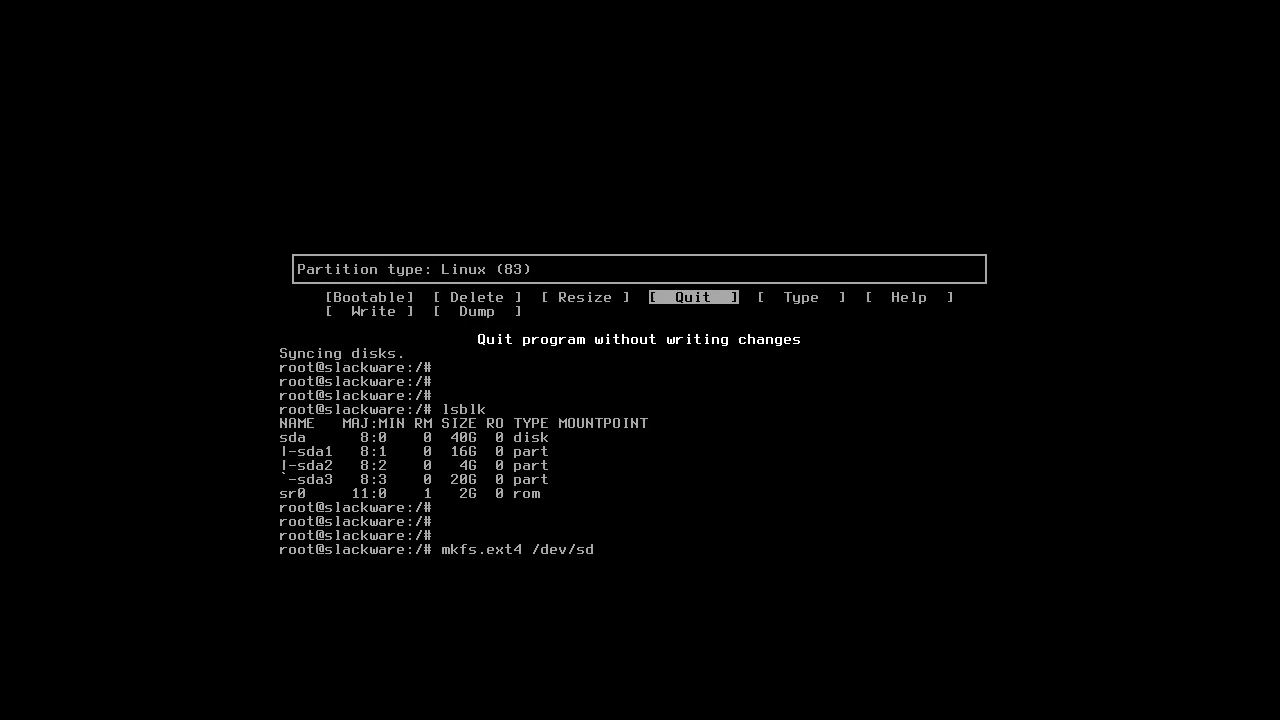 Partition type: Linux (83)
[Bootable]  [ Delete ]  [ Resize ]  [  Quit  ]  [  Type  ]  [  Help  ]
[  Write ]  [  Dump  ]
Quit program without writing changes
Syncing disks.
root@slackware:/#
root@slackware:/#
root@slackware:/#
root@slackware:/# lsblk
NAME   MAJ:MIN RM SIZE RO TYPE MOUNTPOINT
sda      8:0    0  40G  0 disk
|-sda1   8:1    0  16G  0 part
|-sda2   8:2    0   4G  0 part
`-sda3   8:3    0  20G  0 part
sr0     11:0    1   2G  0 rom
root@slackware:/#
root@slackware:/#
root@slackware:/#
root@slackware:/# mkfs.ext4 /dev/sd